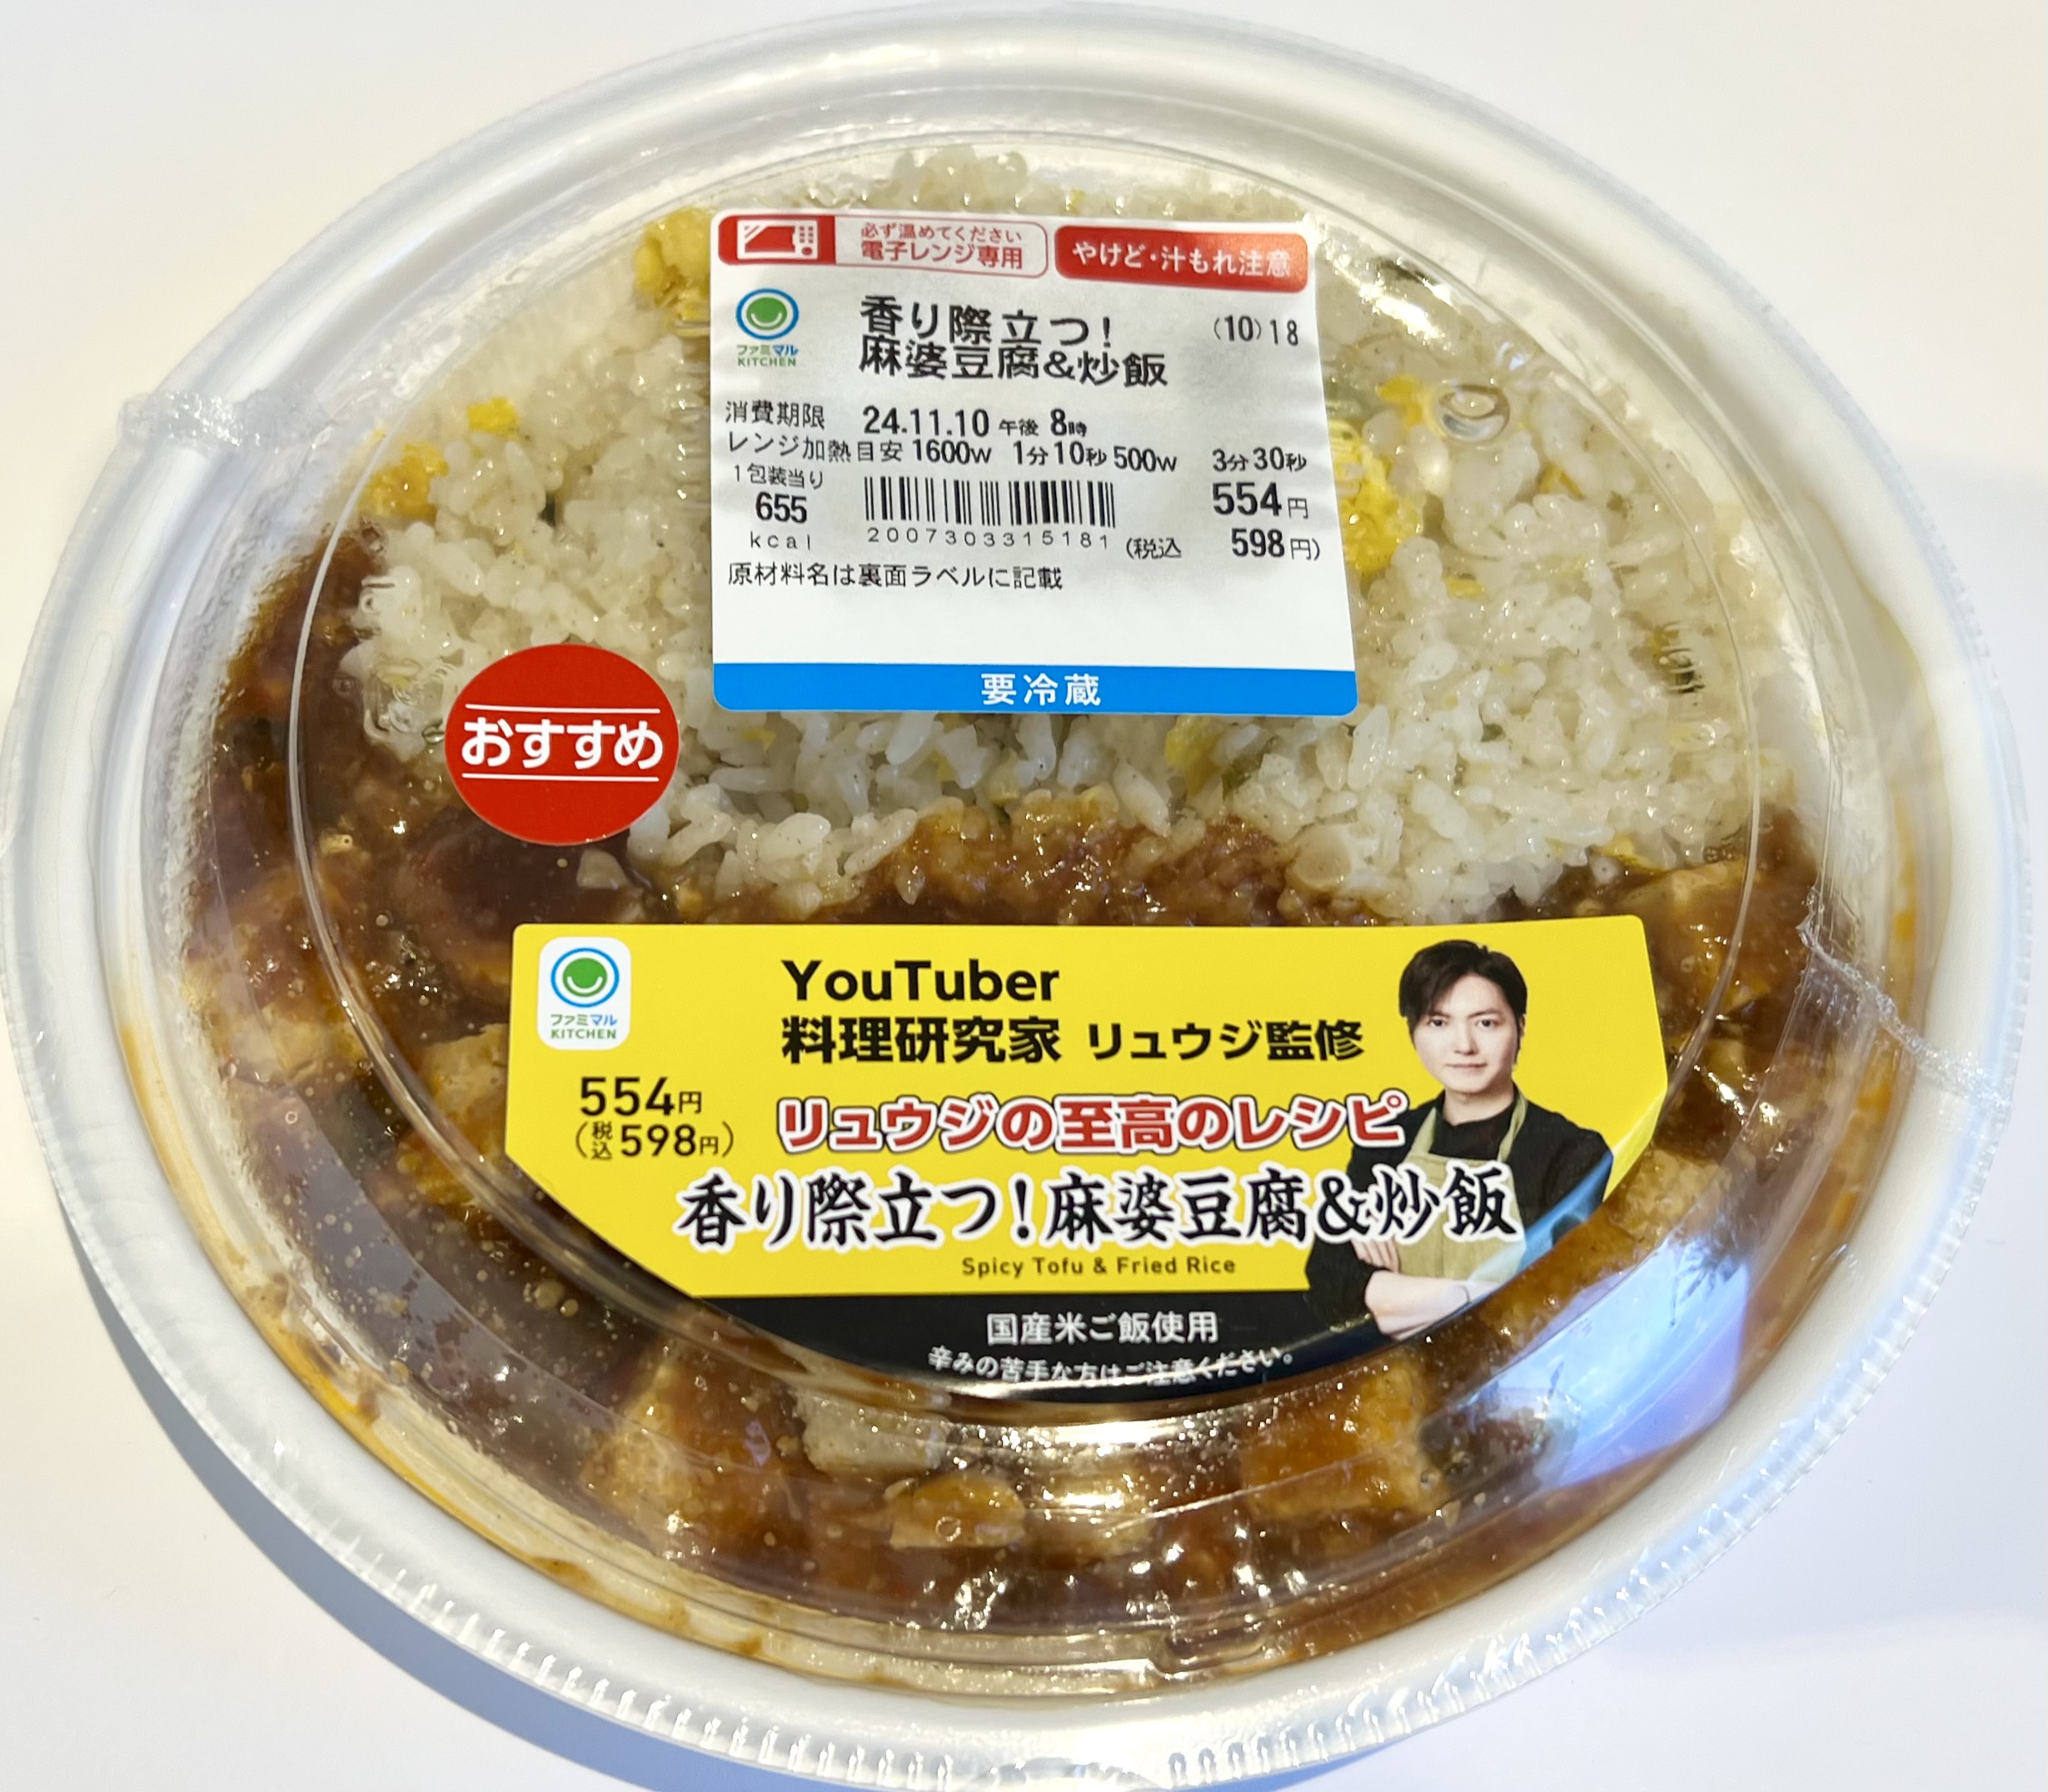 必ず温めてください
電子レンジ専用
やけど・汁もれ注意
ファミマル
KITCHEN
香り際立つ!
麻婆豆腐&炒飯
(10)18
消費期限 24.11.10 午後 8時
レンジ加熱目安 1600w 1分10秒 500w 3分30秒
1包装当り
655
kcal
2007303315181
554円
(税込 598円)
原材料名は裏面ラベルに記載
要冷蔵
おすすめ
ファミマル
KITCHEN
YouTuber
料理研究家 リュウジ監修
554円
(税込598円)
リュウジの至高のレシピ
香り際立つ!麻婆豆腐&炒飯
Spicy Tofu & Fried Rice
国産米ご飯使用
辛みの苦手な方はご注意ください。